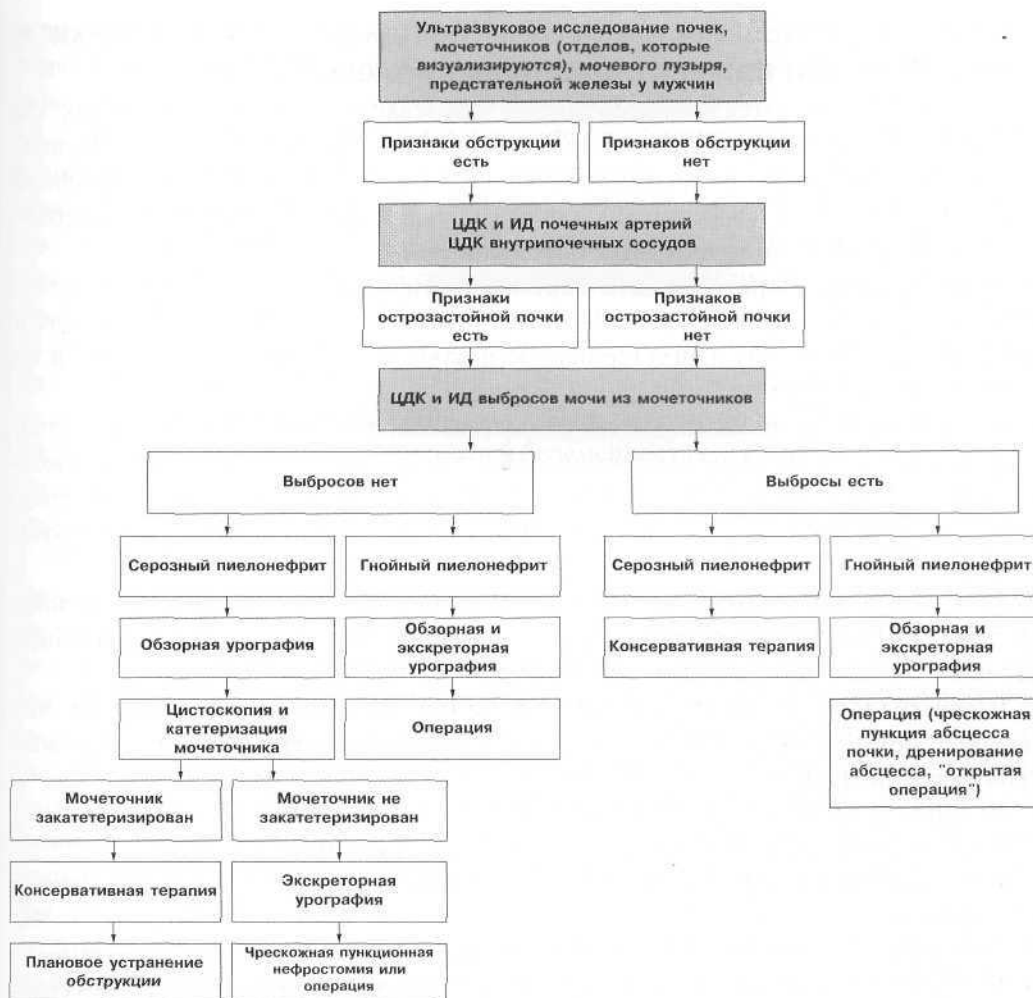 Ультразвуковое исследование почек,
мочеточников (отделов, которые
визуализируются), мочевого пузыря,
предстательной железы у мужчин
Признаки обструкции
есть
Признаков обструкции
нет
ЦДК и ИД почечных артерий
ЦДК внутрипочечных сосудов
Признаки
острозастойной почки
есть
Признаков
острозастойной почки
нет
ЦДК и ИД выбросов мочи из мочеточников
Выбросов нет
Выбросы есть
Серозный пиелонефрит
Гнойный пиелонефрит
Серозный пиелонефрит
Гнойный пиелонефрит
Обзорная урография
Обзорная и
экскреторная
урография
Консервативная терапия
Обзорная и
экскреторная
урография
Цистоскопия и
катетеризация
мочеточника
Операция
Операция (чрескожная
пункция абсцесса
почки, дренирование
абсцесса, "открытая
операция")
Мочеточник
закатетеризирован
Мочеточник не
закатетеризирован
Консервативная терапия
Экскреторная
урография
Плановое устранение
обструкции
Чрескожная пункционная
нефростомия или
операция